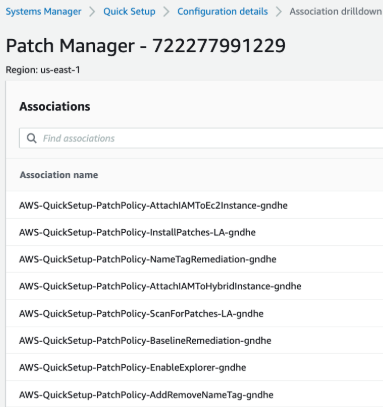 Systems Manager > Quick Setup > Configuration details > Association drilldown
Patch Manager - 722277991229
Region: us-east-1
Associations
Find associations
Association name
AWS-QuickSetup-PatchPolicy-AttachIAMToEc2Instance-gndhe
AWS-QuickSetup-PatchPolicy-InstallPatches-LA-gndhe
AWS-QuickSetup-PatchPolicy-NameTagRemediation-gndhe
AWS-QuickSetup-PatchPolicy-AttachIAMToHybridInstance-gndhe
AWS-QuickSetup-PatchPolicy-ScanForPatches-LA-gndhe
AWS-QuickSetup-PatchPolicy-BaselineRemediation-gndhe
AWS-QuickSetup-PatchPolicy-EnableExplorer-gndhe
AWS-QuickSetup-PatchPolicy-AddRemoveNameTag-gndhe